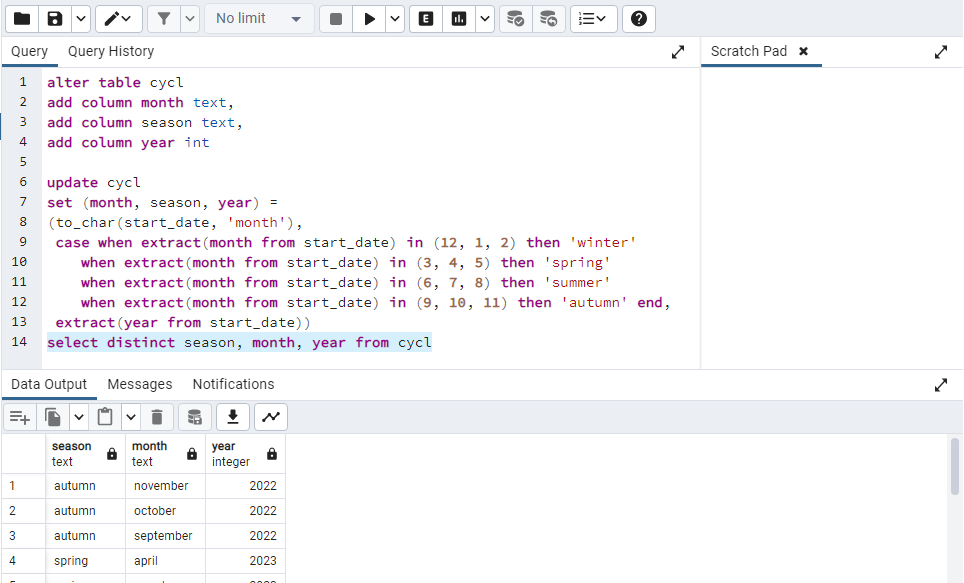 No limit
E
Query Query History
Scratch Pad
1 alter table cycl
2 add column month text,
3 add column season text,
4 add column year int
5
6 update cycl
7 set (month, season, year) =
8 (to_char(start_date, 'month'),
9 case when extract(month from start_date) in (12, 1, 2) then 'winter'
10 when extract(month from start_date) in (3, 4, 5) then 'spring'
11 when extract(month from start_date) in (6, 7, 8) then 'summer'
12 when extract(month from start_date) in (9, 10, 11) then 'autumn' end,
13 extract(year from start_date))
14 select distinct season, month, year from cycl
Data Output Messages Notifications
season month year
text text integer
1 autumn november 2022
2 autumn october 2022
3 autumn september 2022
4 spring april 2023